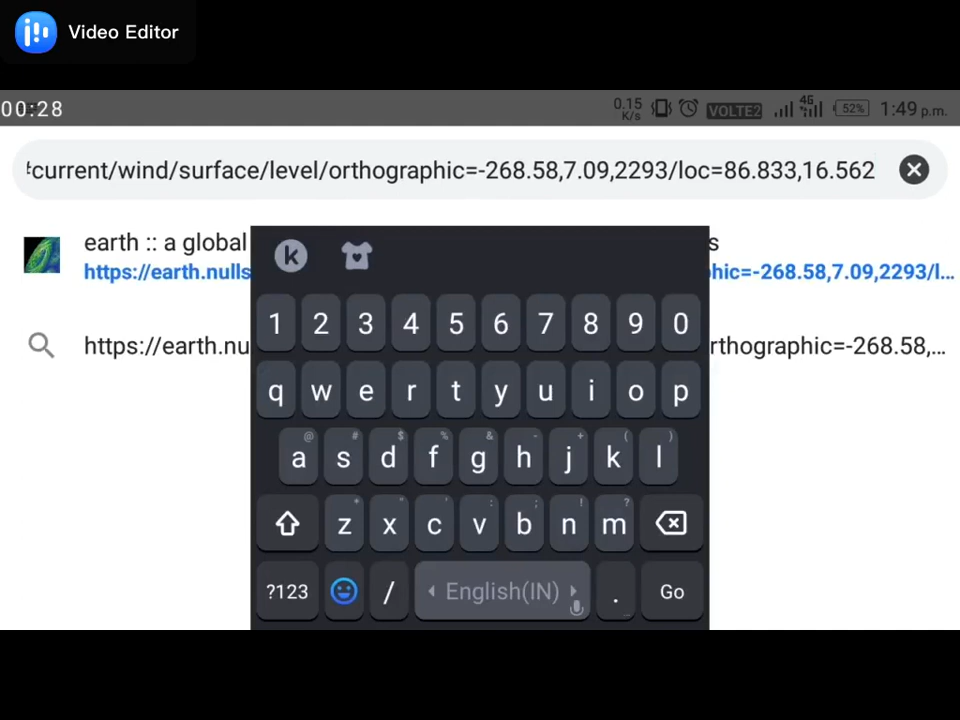 Video Editor
00:28
0.15 K/s VOLTE2 4G 52% 1:49 p.m.
current/wind/surface/level/orthographic=-268.58,7.09,2293/loc=86.833,16.562
earth :: a global s
https://earth.nulls hic=-268.58,7.09,2293/l...
https://earth.nu rthographic=-268.58,...
k
1 2 3 4 5 6 7 8 9 0
q w e r t y u i o p
@ # $ % & - + ( )
a s d f g h j k l
* " ' : ; ! ?
z x c v b n m
?123 / English(IN) . Go